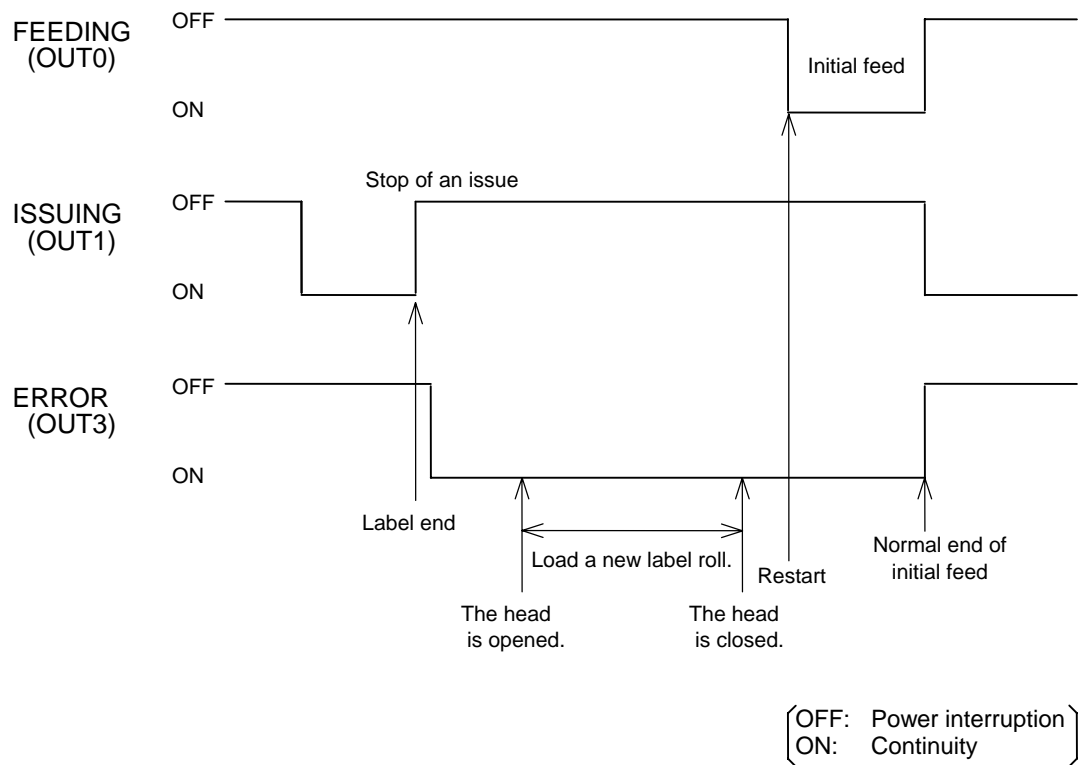 FEEDING
(OUT0)
OFF
ON
Initial feed
ISSUING
(OUT1)
OFF
ON
Stop of an issue
ERROR
(OUT3)
OFF
ON
Label end
Load a new label roll.
Restart
Normal end of
initial feed
The head
is opened.
The head
is closed.
OFF: Power interruption
ON: Continuity